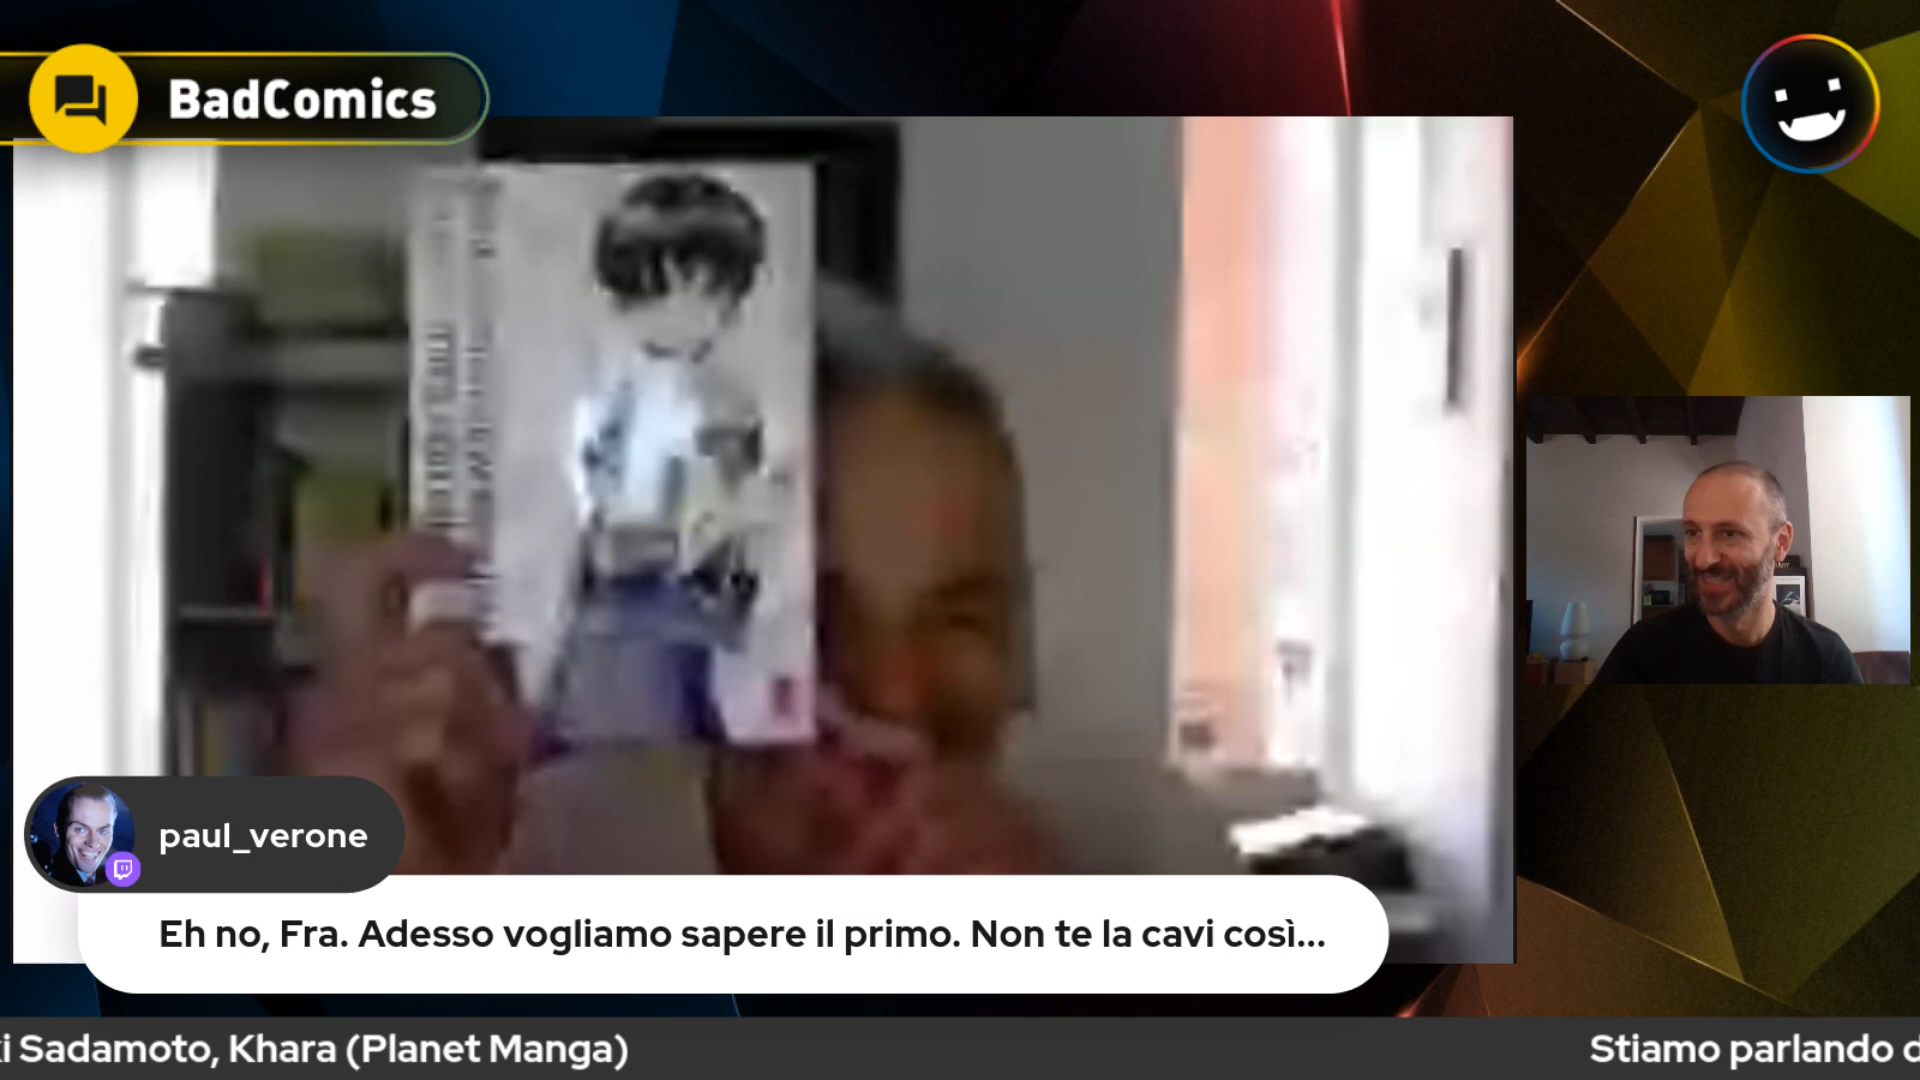 BadComics
paul_verone
Eh no, Fra. Adesso vogliamo sapere il primo. Non te la cavi così...
i Sadamoto, Khara (Planet Manga)
Stiamo parlando d